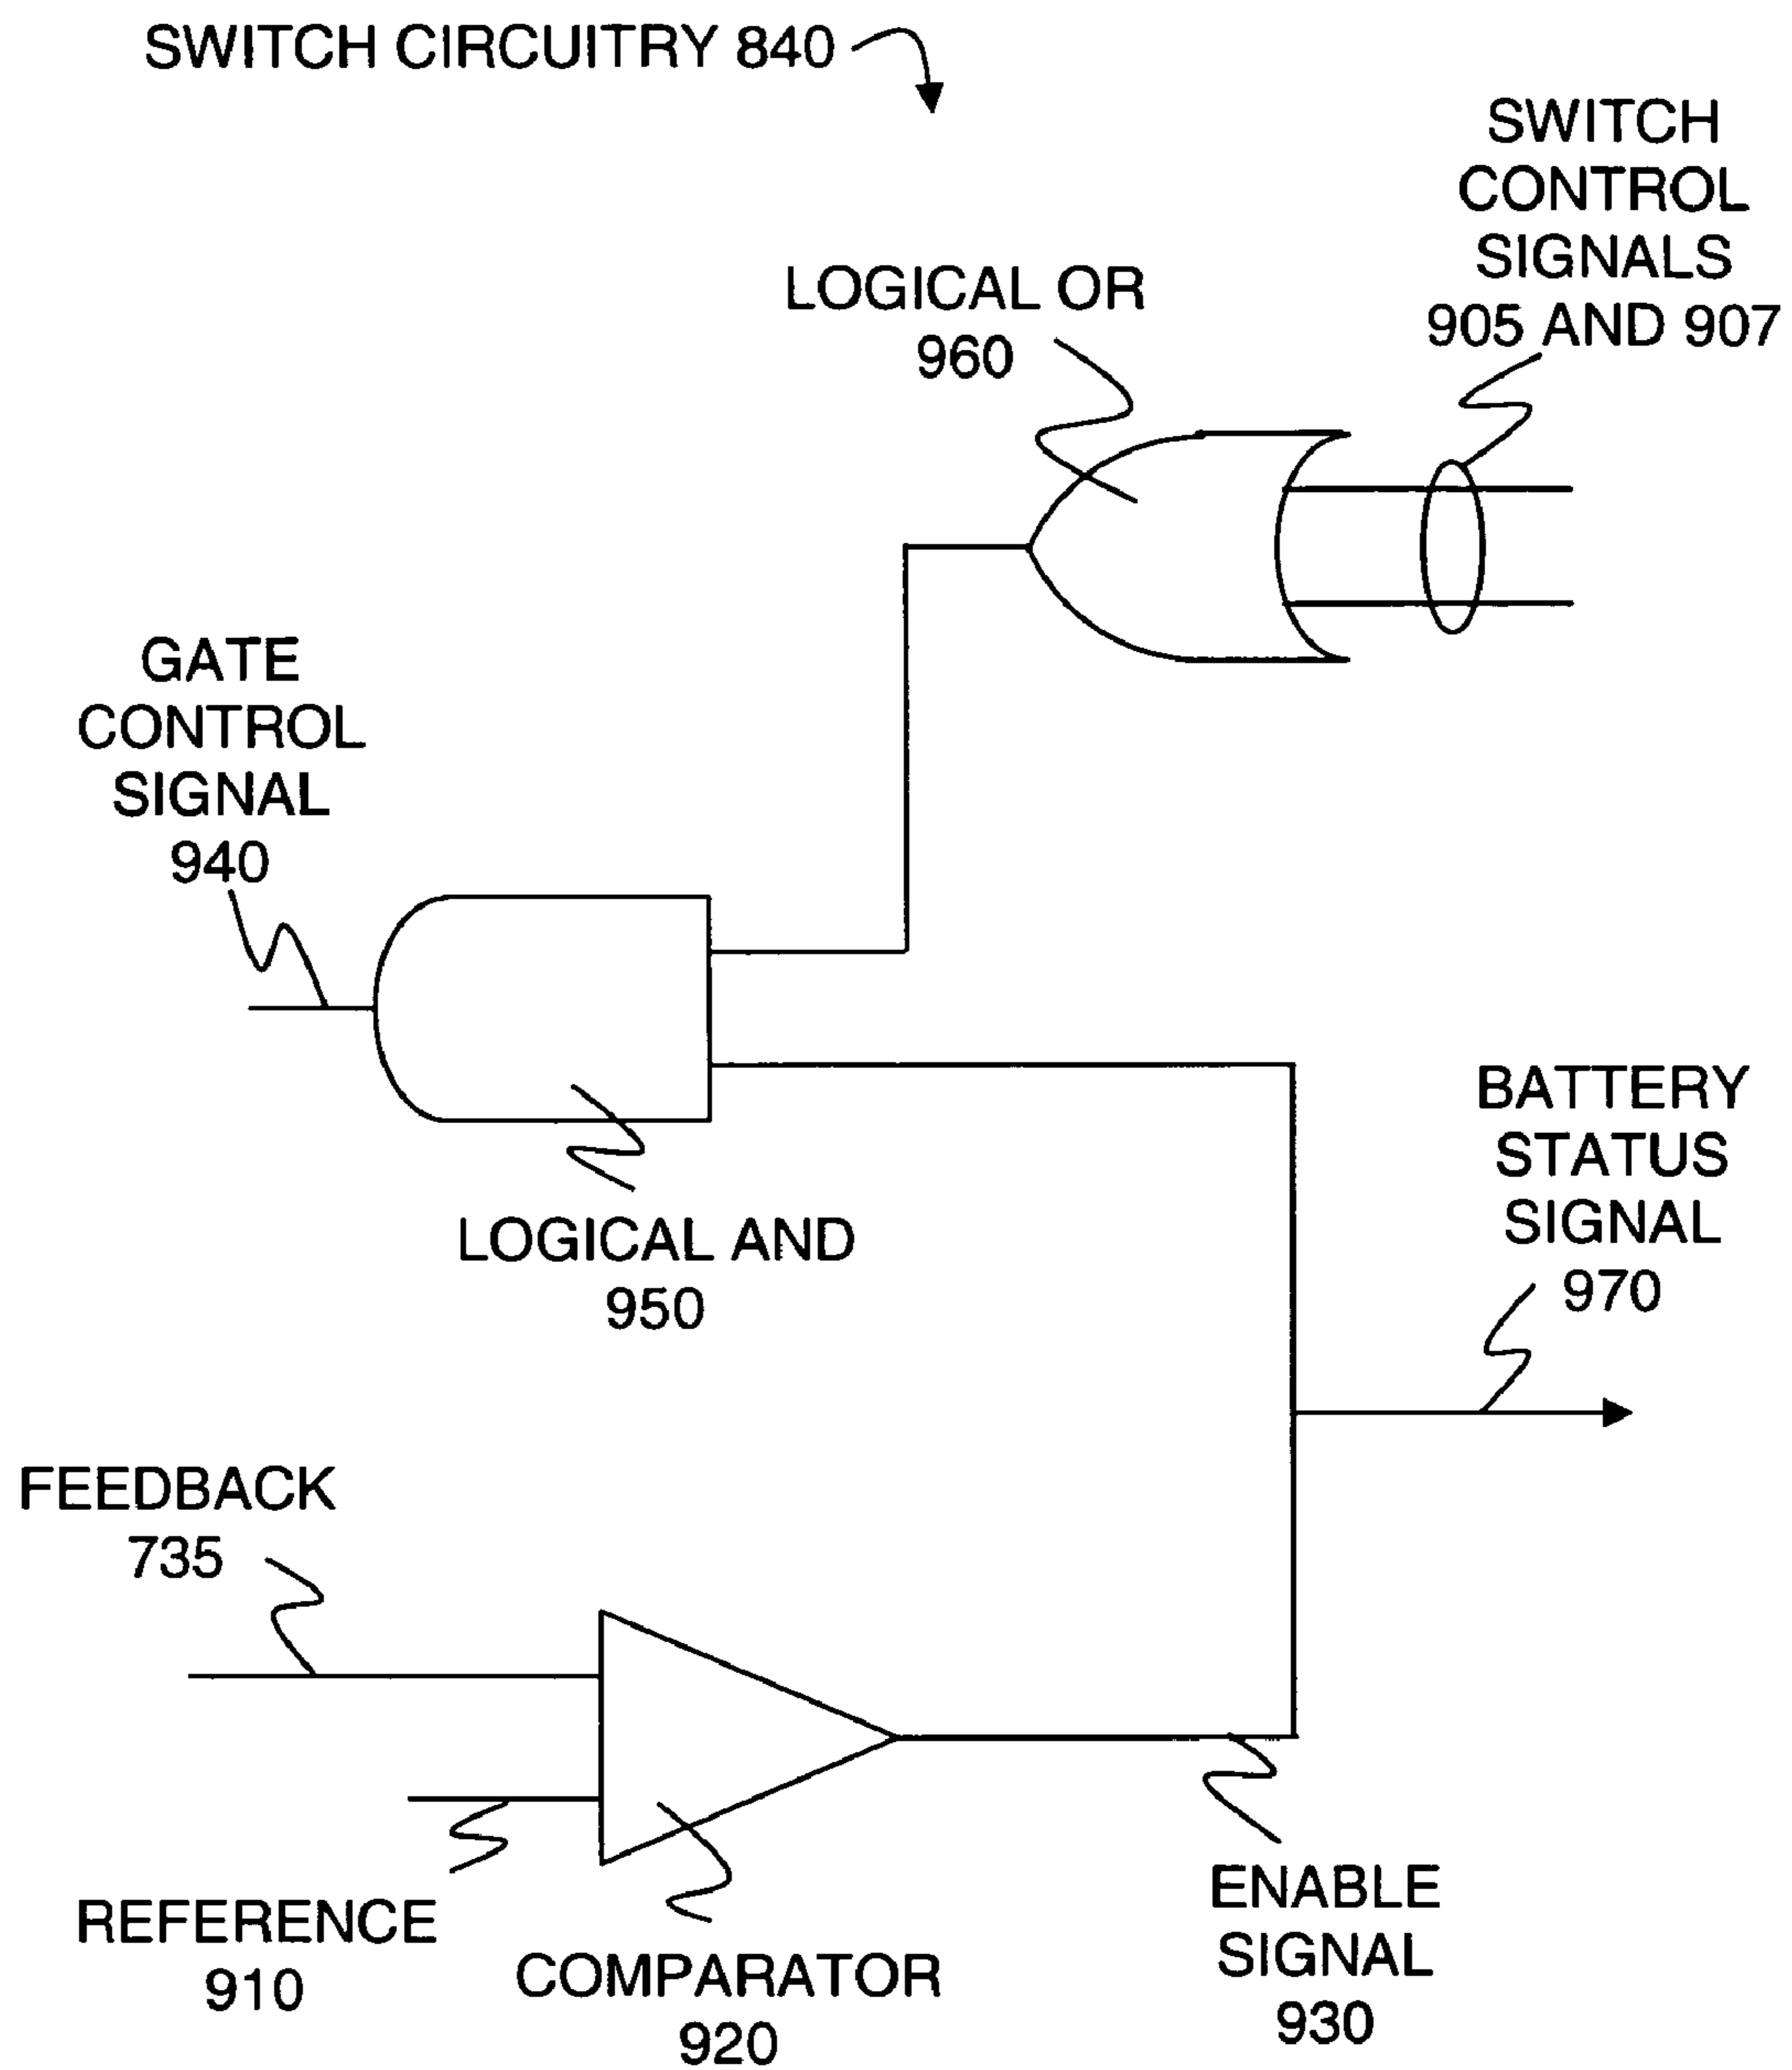 SWITCH CIRCUITRY 840
SWITCH
CONTROL
SIGNALS
905 AND 907
LOGICAL OR
960
GATE
CONTROL
SIGNAL
940
LOGICAL AND
950
BATTERY
STATUS
SIGNAL
970
FEEDBACK
735
REFERENCE
910
COMPARATOR
920
ENABLE
SIGNAL
930